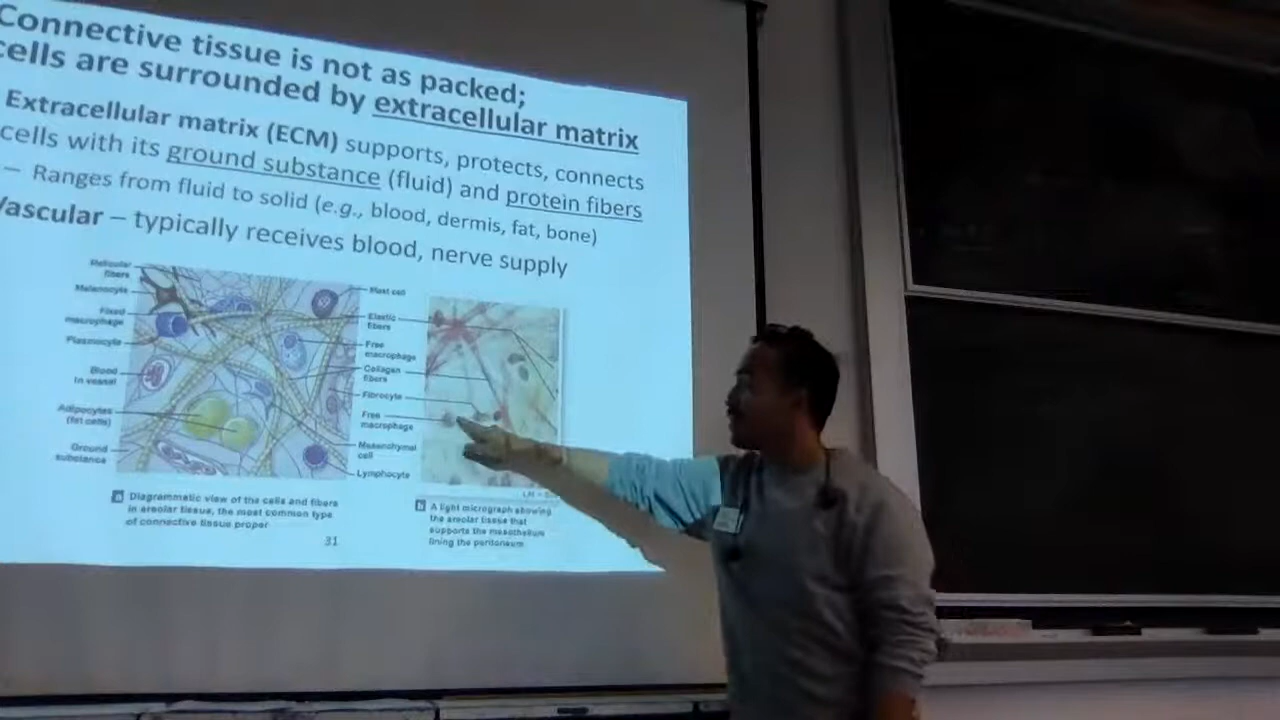 Connective tissue is not as packed;
cells are surrounded by extracellular matrix
Extracellular matrix (ECM) supports, protects, connects
cells with its ground substance (fluid) and protein fibers
– Ranges from fluid to solid (e.g., blood, dermis, fat, bone)
Vascular – typically receives blood, nerve supply
Reticular
fibers
Melanocyte
Fixed
macrophage
Plasmocyte
Blood
in vessel
Adipocytes
(fat cells)
Ground
substance
Mast cell
Elastic
fibers
Free
macrophage
Collagen
fibers
Fibrocyte
Free
macrophage
Mesenchymal
cell
Lymphocyte
a Diagrammatic view of the cells and fibers
in areolar tissue, the most common type
of connective tissue proper
b A light micrograph showing
the areolar tissue that
supports the mesothelium
lining the peritoneum
31